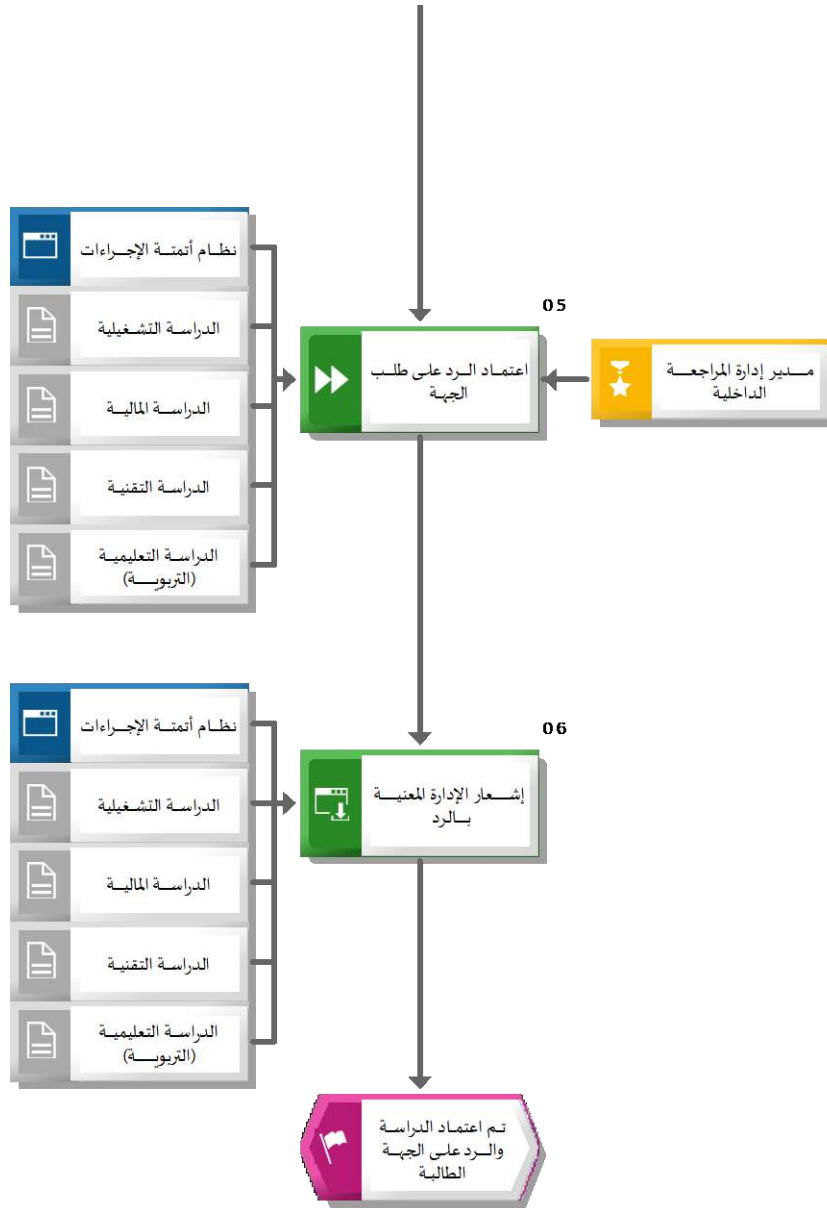 05
مدير إدارة المراجعة
الداخلية
اعتماد الرد على طلب
الجهة
نظام أتمتة الإجراءات
الدراسة التشغيلية
الدراسة المالية
الدراسة التقنية
الدراسة التعليمية
(التربوية)
06
إشعار الإدارة المعنية
بالرد
نظام أتمتة الإجراءات
الدراسة التشغيلية
الدراسة المالية
الدراسة التقنية
الدراسة التعليمية
(التربوية)
تم اعتماد الدراسة
والرد على الجهة
الطالبة